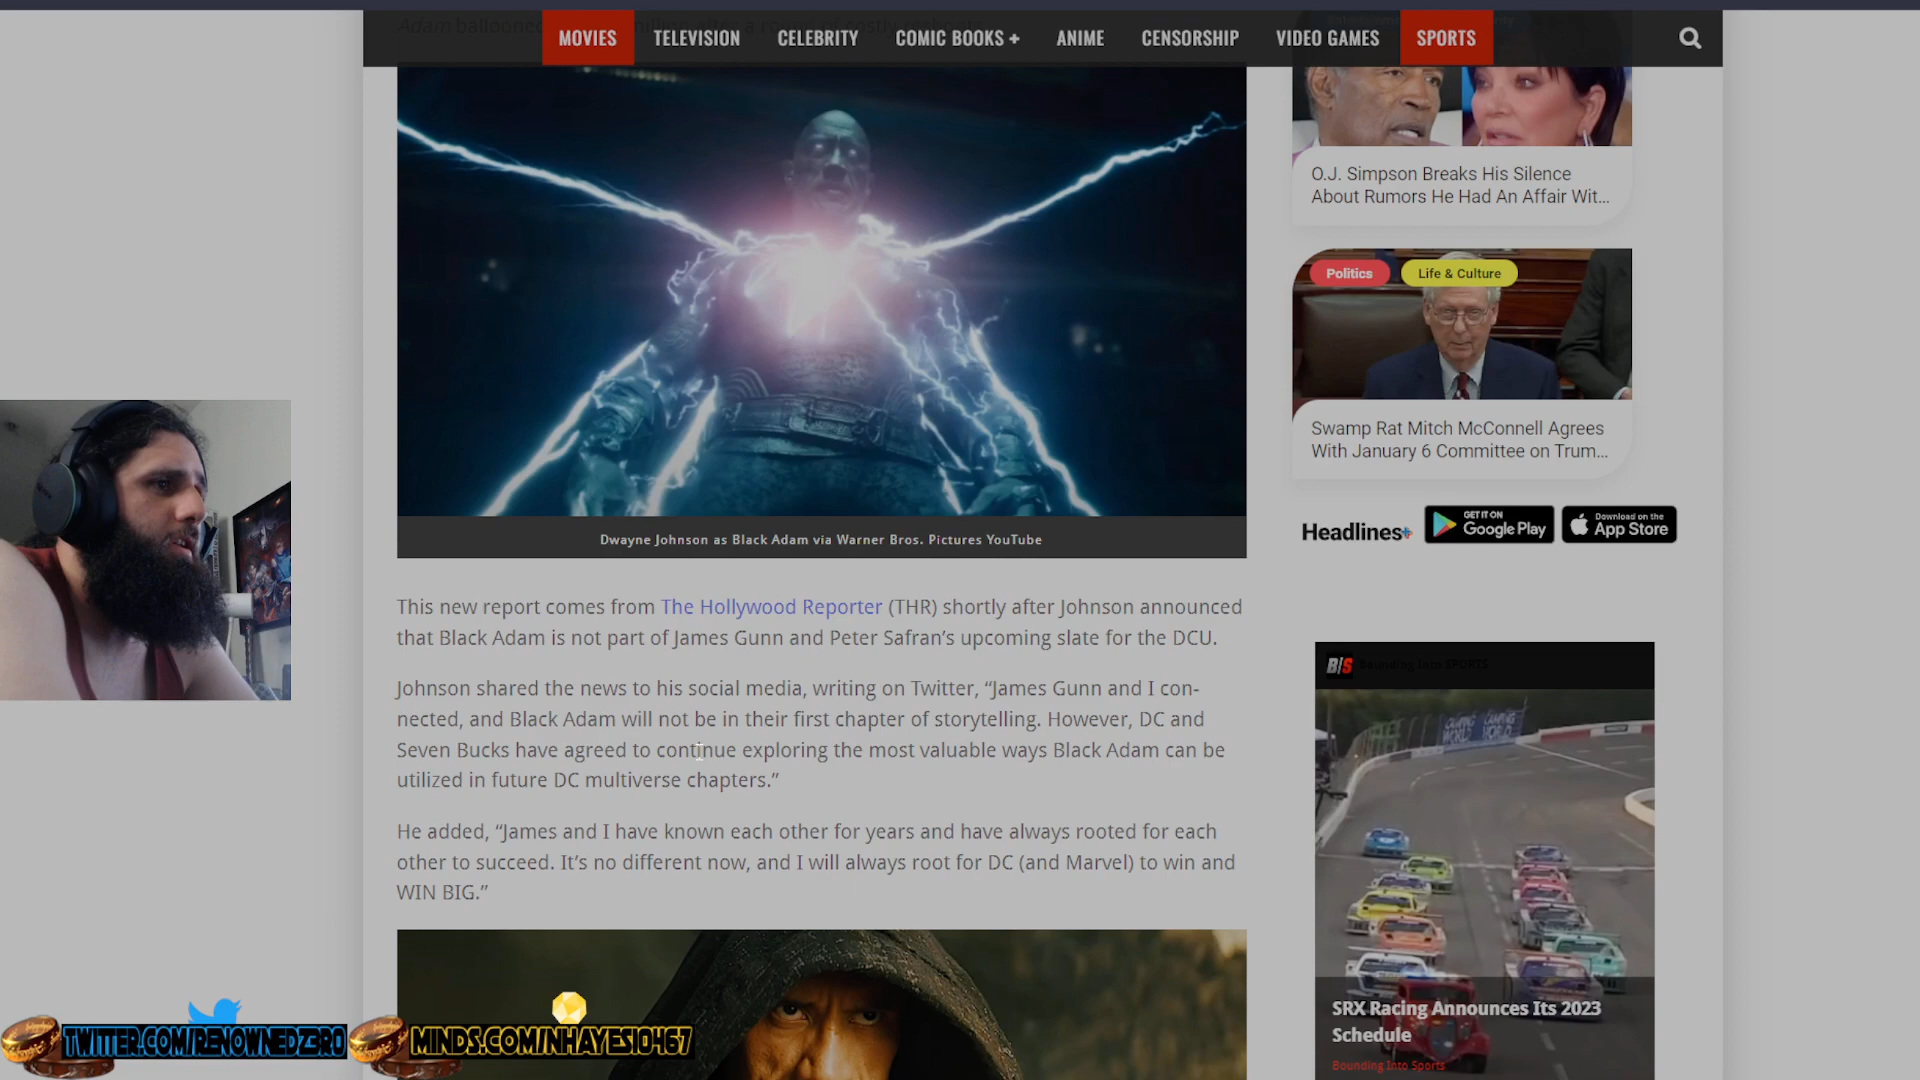 MOVIES TELEVISION CELEBRITY COMIC BOOKS + ANIME CENSORSHIP VIDEO GAMES SPORTS
Dwayne Johnson as Black Adam via Warner Bros. Pictures YouTube
This new report comes from The Hollywood Reporter (THR) shortly after Johnson announced
that Black Adam is not part of James Gunn and Peter Safran’s upcoming slate for the DCU.
Johnson shared the news to his social media, writing on Twitter, “James Gunn and I con-
nected, and Black Adam will not be in their first chapter of storytelling. However, DC and
Seven Bucks have agreed to continue exploring the most valuable ways Black Adam can be
utilized in future DC multiverse chapters.”
He added, “James and I have known each other for years and have always rooted for each
other to succeed. It’s no different now, and I will always root for DC (and Marvel) to win and
WIN BIG.”
O.J. Simpson Breaks His Silence
About Rumors He Had An Affair Wit...
Politics
Life & Culture
Swamp Rat Mitch McConnell Agrees
With January 6 Committee on Trum...
Headlines+
GET IT ON
Google Play
Download on the
App Store
B|S Bounding Into SPORTS
SRX Racing Announces Its 2023
Schedule
Bounding Into Sports
TWITTER.COM/RENOWNEDZ3R0
MINDS.COM/NHAYES10467